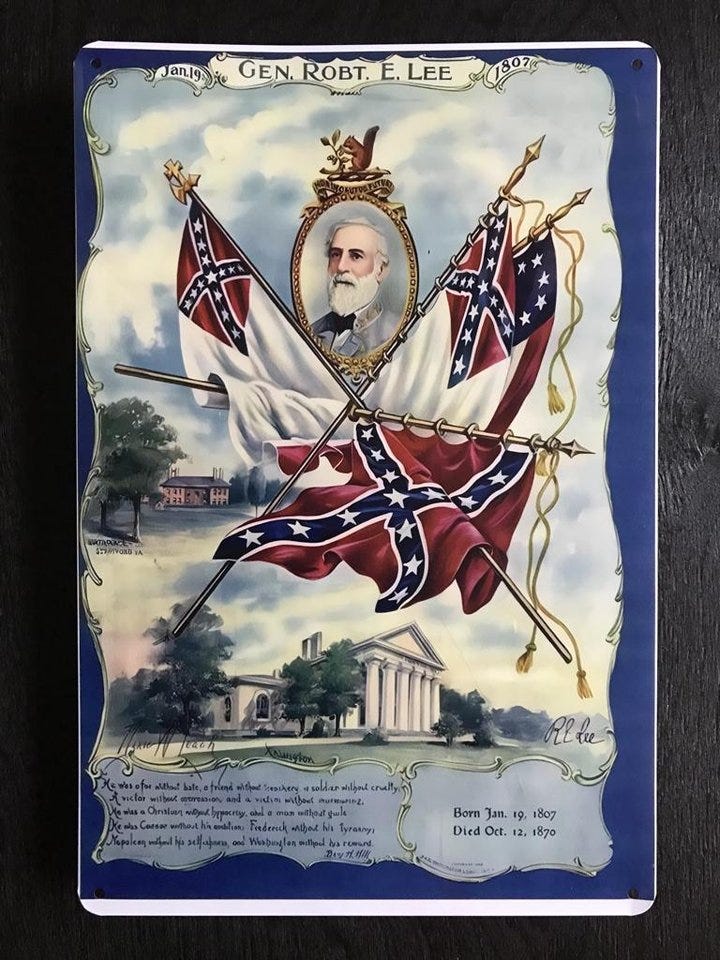 Jan. 19
GEN. ROBT. E. LEE
1807
STRATFORD VA.
Arlington
R E Lee
He was a foe without hate, a friend without treachery, a soldier without cruelty,
A victor without oppression, and a victim without murmuring,
He was a Christian without hypocrisy, and a man without guile
He was Caesar without his ambition; Frederick without his tyranny;
Napoleon without his selfishness, and Washington without his reward.
Benj H. Hill
Born Jan. 19, 1807
Died Oct. 12, 1870